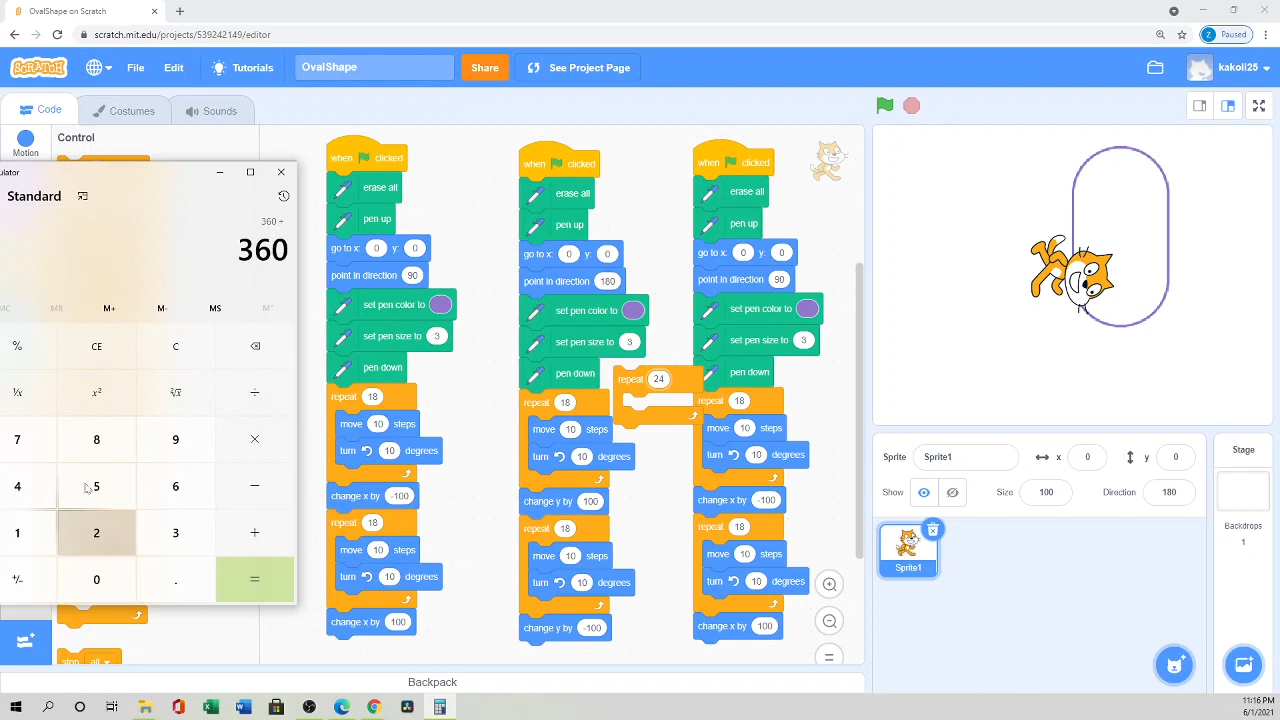 OvalShape on Scratch
scratch.mit.edu/projects/539242149/editor
Paused
SCRATCH
File
Edit
Tutorials
OvalShape
Share
See Project Page
kakoli25
Code
Costumes
Sounds
Motion
Control
ulator
Standard
360 ÷
360
MC
MR
M+
M-
MS
M˅
%
CE
C
⅟x
x²
²√x
÷
7
8
9
×
4
5
6
−
1
2
3
+
+/−
0
.
=
stop all
when clicked
erase all
pen up
go to x: 0 y: 0
point in direction 90
set pen color to
set pen size to 3
pen down
repeat 18
move 10 steps
turn 10 degrees
change x by -100
repeat 18
move 10 steps
turn 10 degrees
change x by 100
when clicked
erase all
pen up
go to x: 0 y: 0
point in direction 180
set pen color to
set pen size to 3
pen down
repeat 18
move 10 steps
turn 10 degrees
change y by 100
repeat 18
move 10 steps
turn 10 degrees
change y by -100
repeat 24
when clicked
erase all
pen up
go to x: 0 y: 0
point in direction 90
set pen color to
set pen size to 3
pen down
repeat 18
move 10 steps
turn 10 degrees
change x by -100
repeat 18
move 10 steps
turn 10 degrees
change x by 100
Backpack
Sprite Sprite1 x 0 y 0
Show Size 100 Direction 180
Sprite1
Stage
Backdrops
1
11:16 PM
6/1/2021